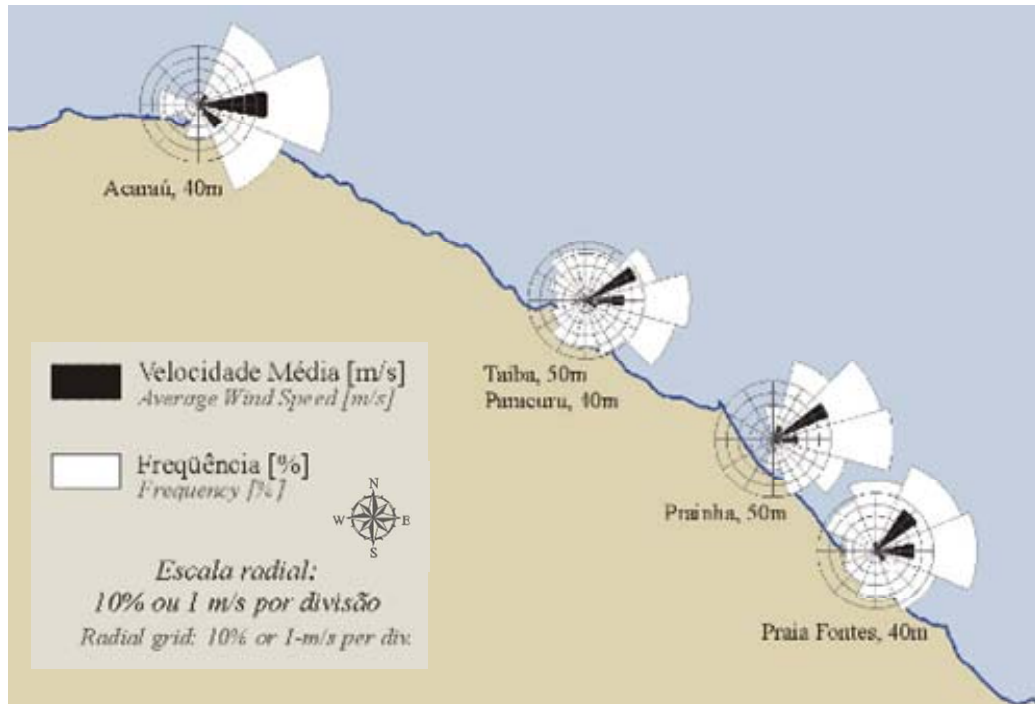 Acaraú, 40m
Taiba, 50m
Paracuru, 40m
Prainha, 50m
Praia Fontes, 40m
Velocidade Média [m/s]
Average Wind Speed [m/s]
Freqüência [%]
Frequency [%]
N
W E
S
Escala radial:
10% ou 1 m/s por divisão
Radial grid: 10% or 1-m/s per div.